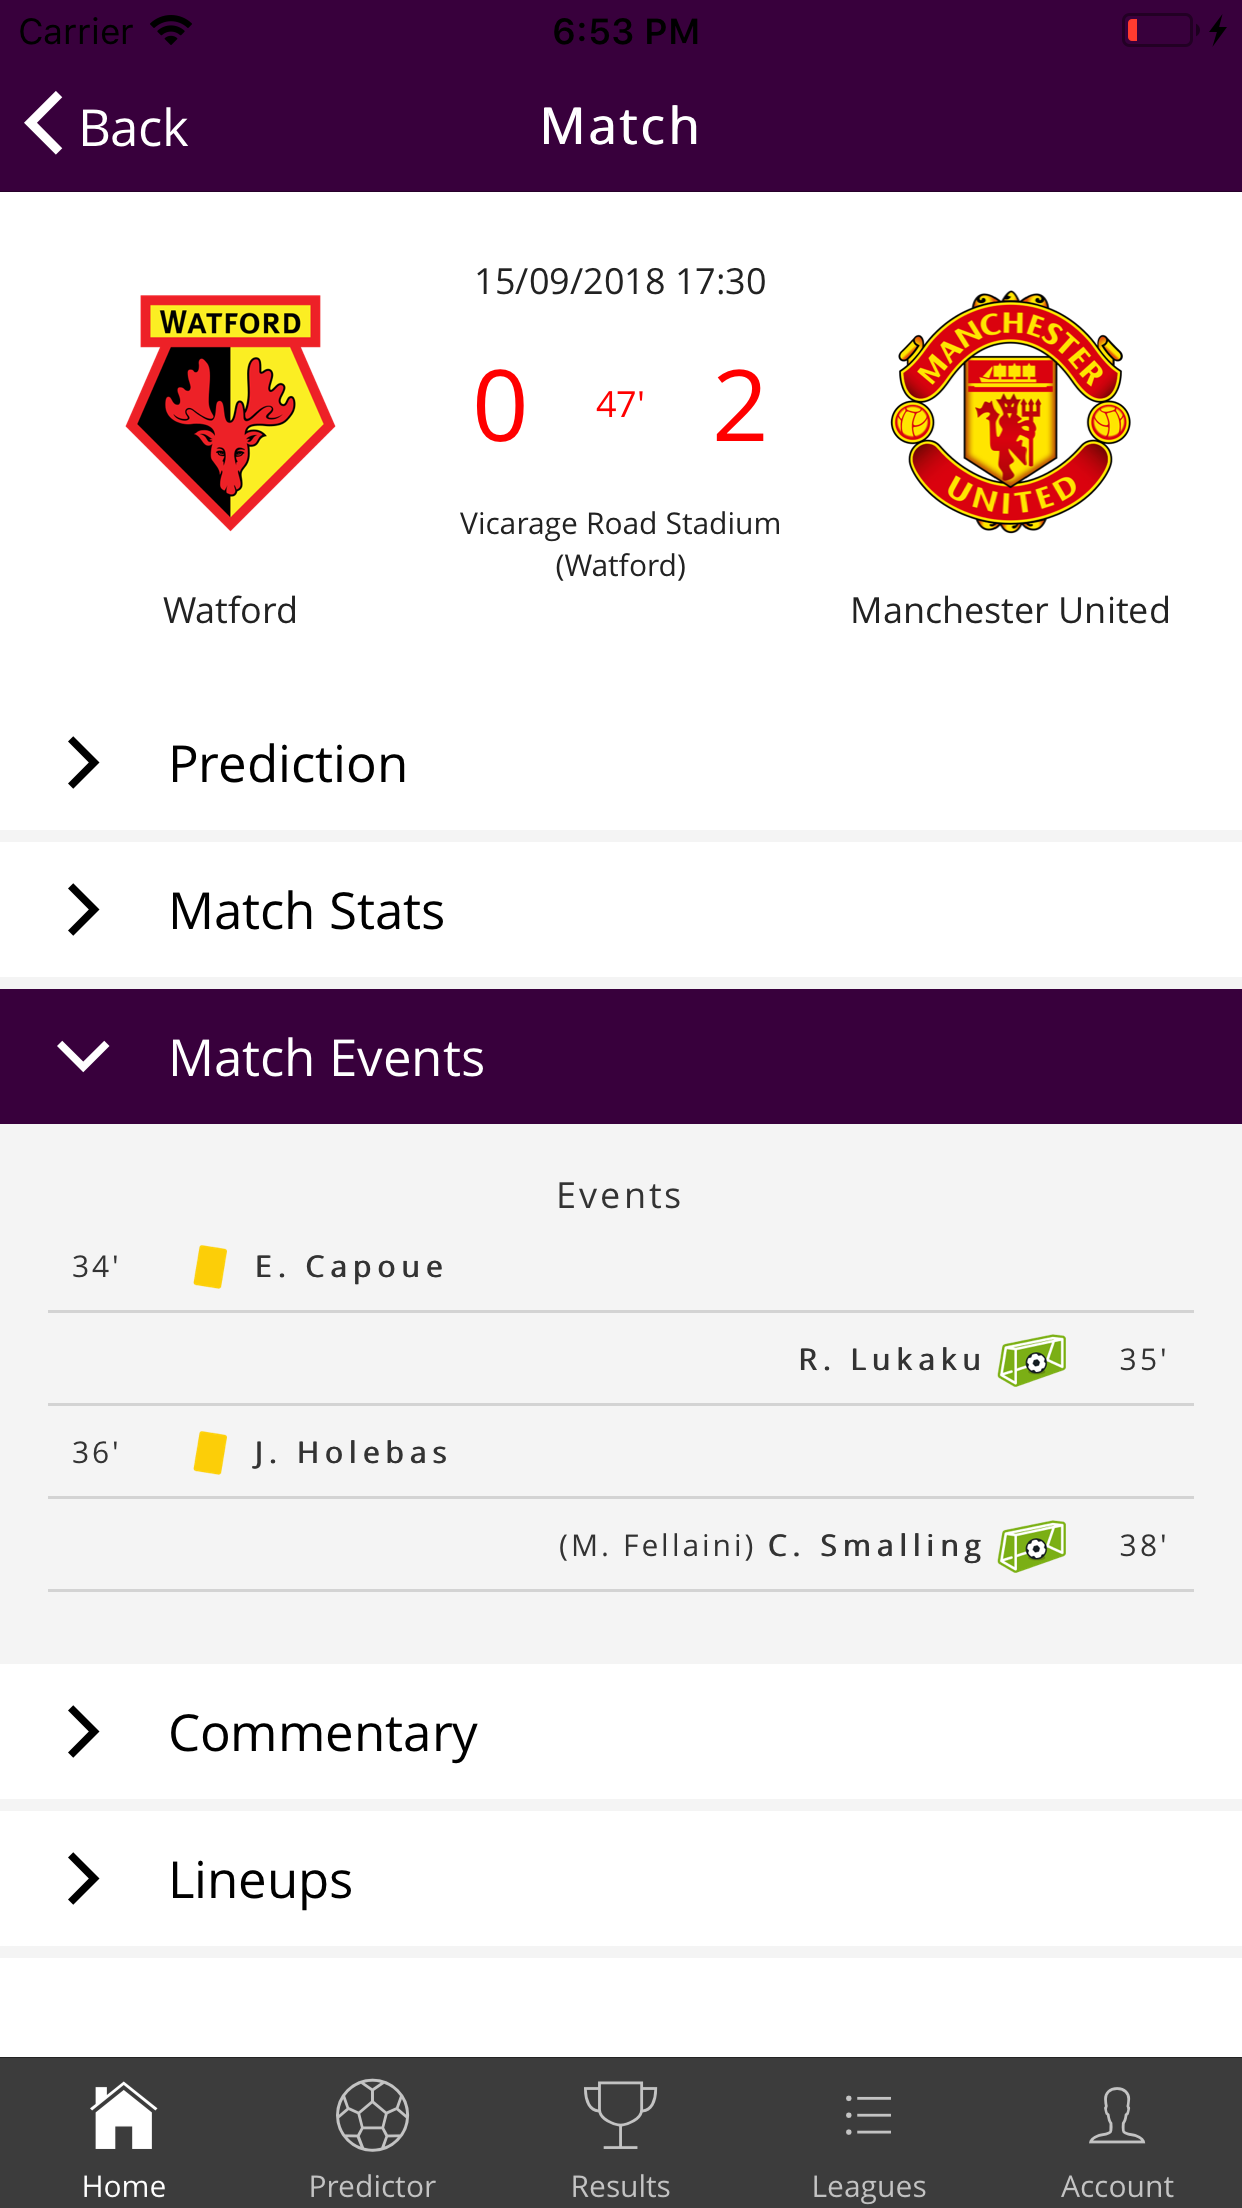 Carrier 6:53 PM
Back Match
15/09/2018 17:30
WATFORD
MANCHESTER
UNITED
0 47' 2
Vicarage Road Stadium
(Watford)
Watford Manchester United
Prediction
Match Stats
Match Events
Events
34' E. Capoue
R. Lukaku 35'
36' J. Holebas
(M. Fellaini) C. Smalling 38'
Commentary
Lineups
Home Predictor Results Leagues Account